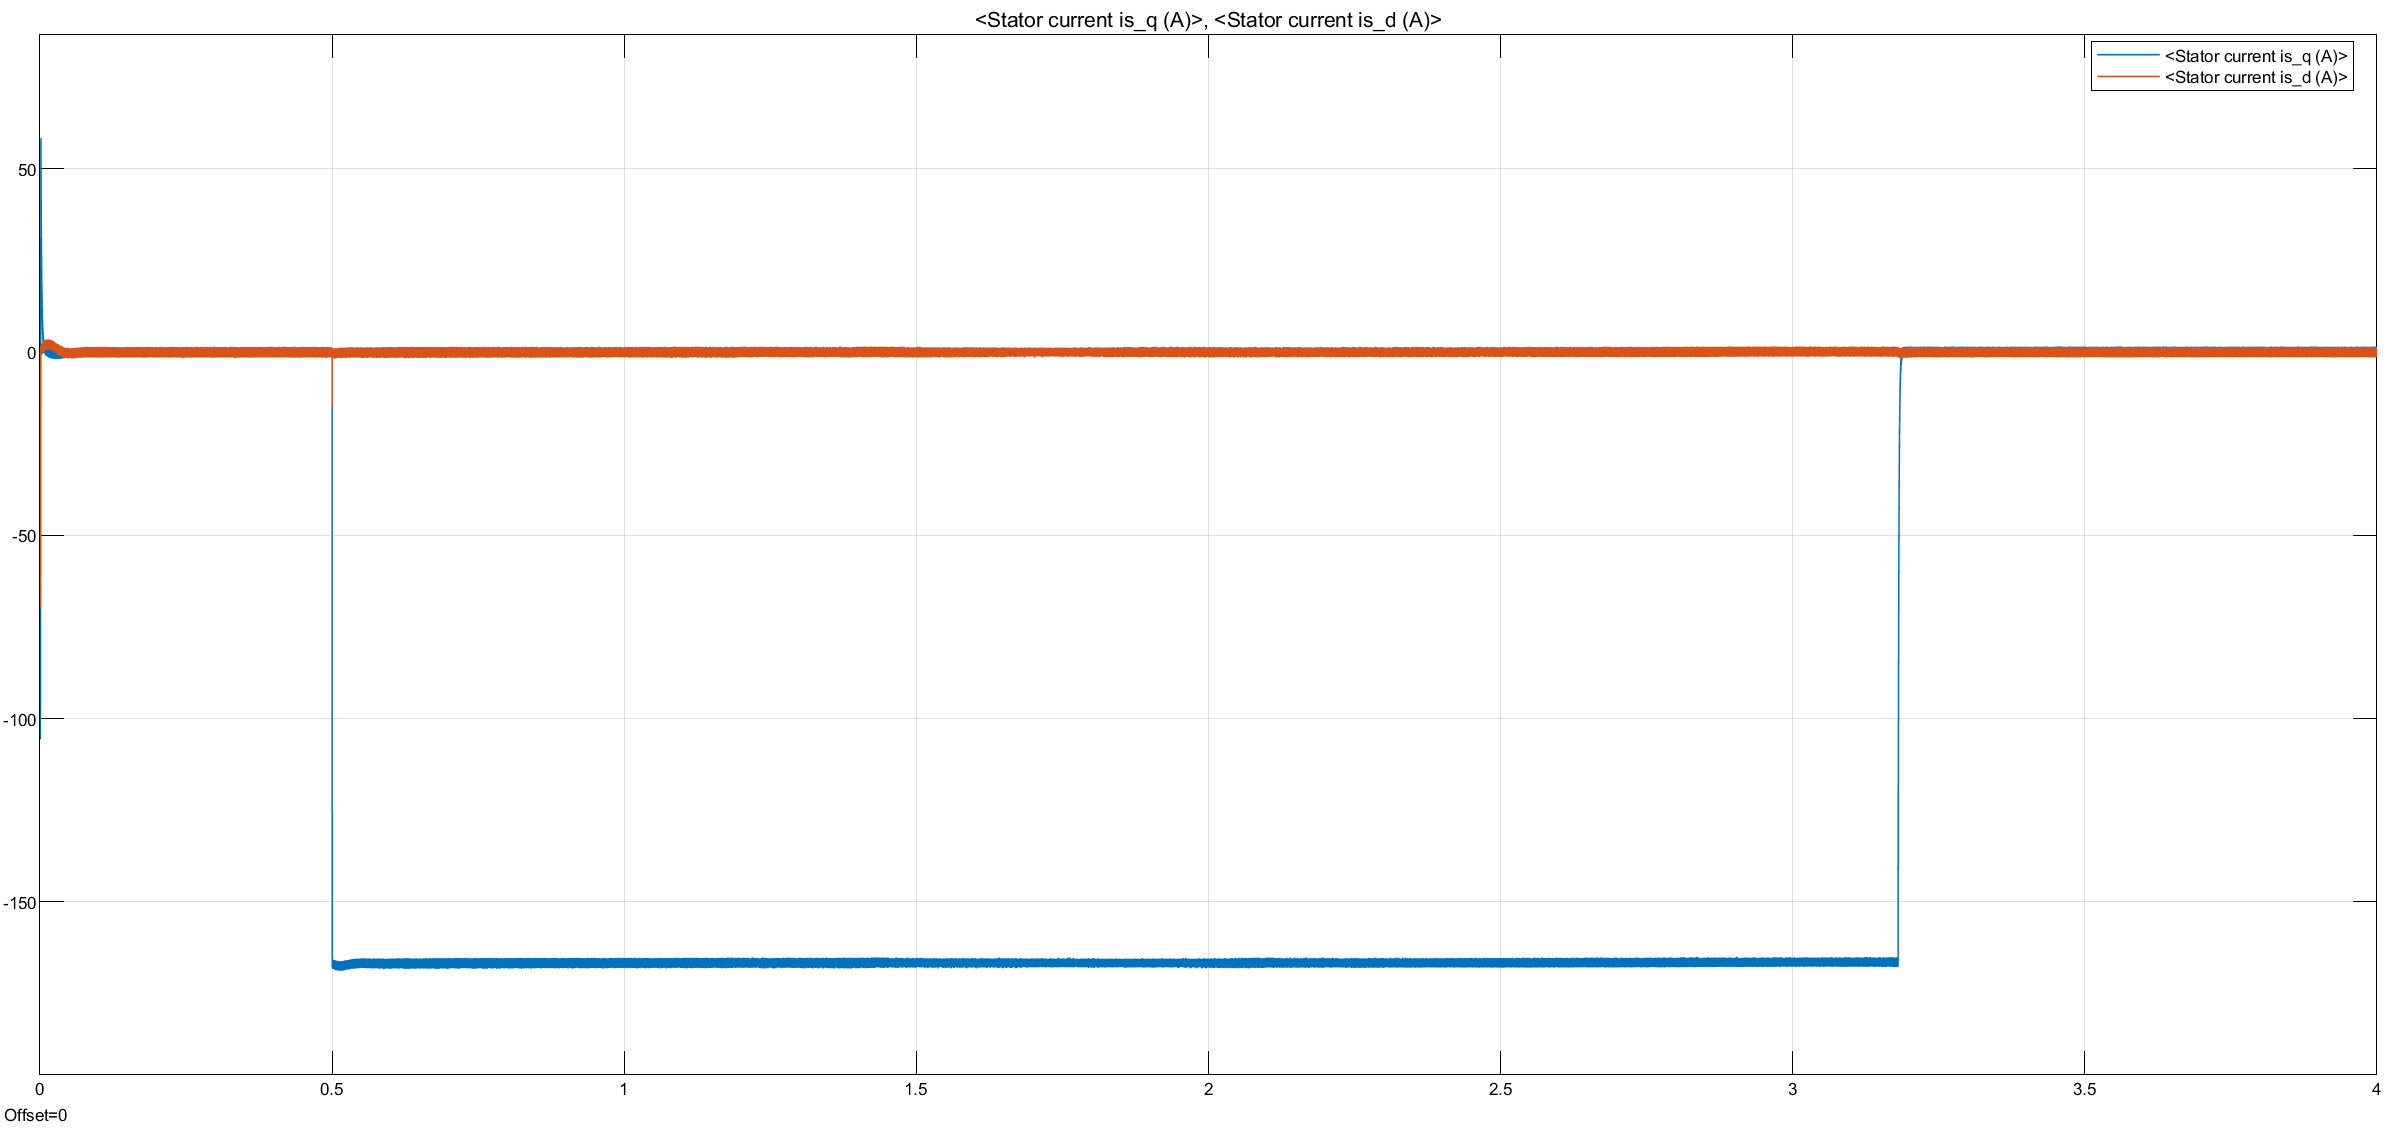 <Stator current is_q (A)>, <Stator current is_d (A)>
<Stator current is_q (A)>
<Stator current is_d (A)>
50
0
-50
-100
-150
0 0.5 1 1.5 2 2.5 3 3.5 4
Offset=0